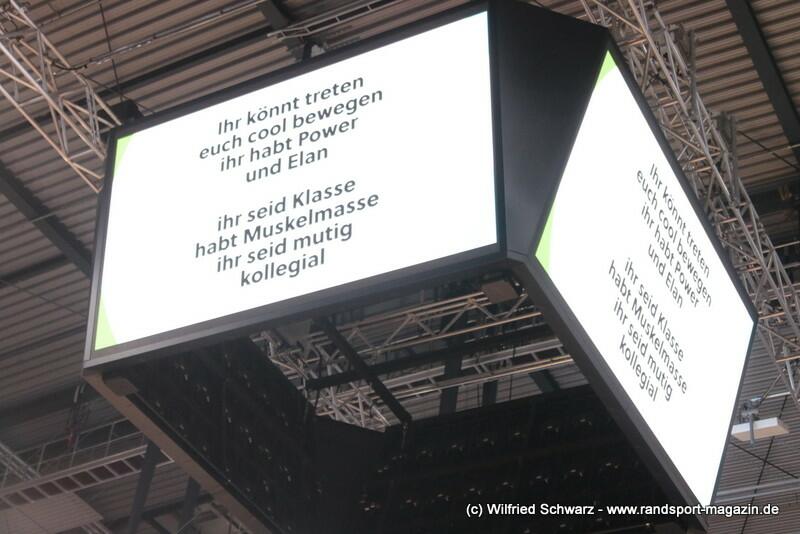 Ihr könnt treten
euch cool bewegen
ihr habt Power
und Elan
ihr seid Klasse
habt Muskelmasse
ihr seid mutig
kollegial
Ihr könnt treten
euch cool bewegen
ihr habt Power
und Elan
ihr seid Klasse
habt Muskelmasse
ihr seid mutig
kollegial
(c) Wilfried Schwarz - www.randsport-magazin.de